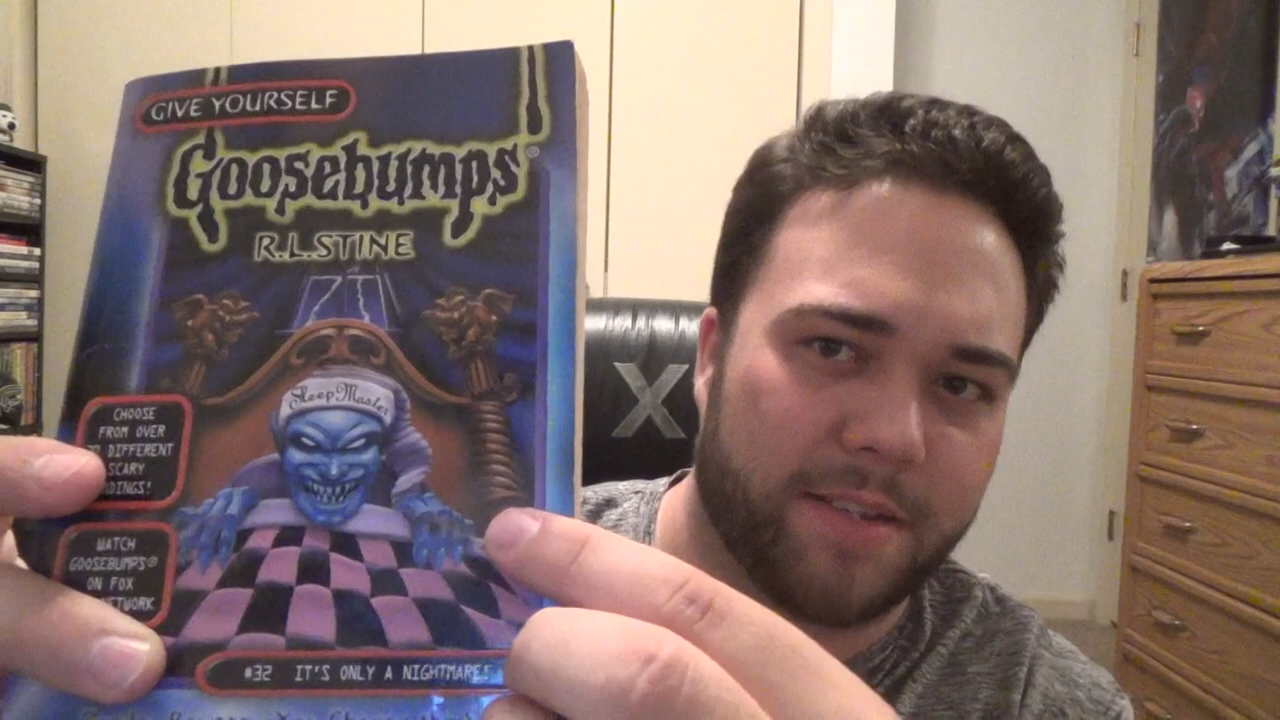 GIVE YOURSELF
Goosebumps®
R.L. STINE
Sleep Master
CHOOSE
FROM OVER
DIFFERENT
SCARY
WATCH
GOOSEBUMPS®
ON FOX
#32 IT'S ONLY A NIGHTMARE!
X